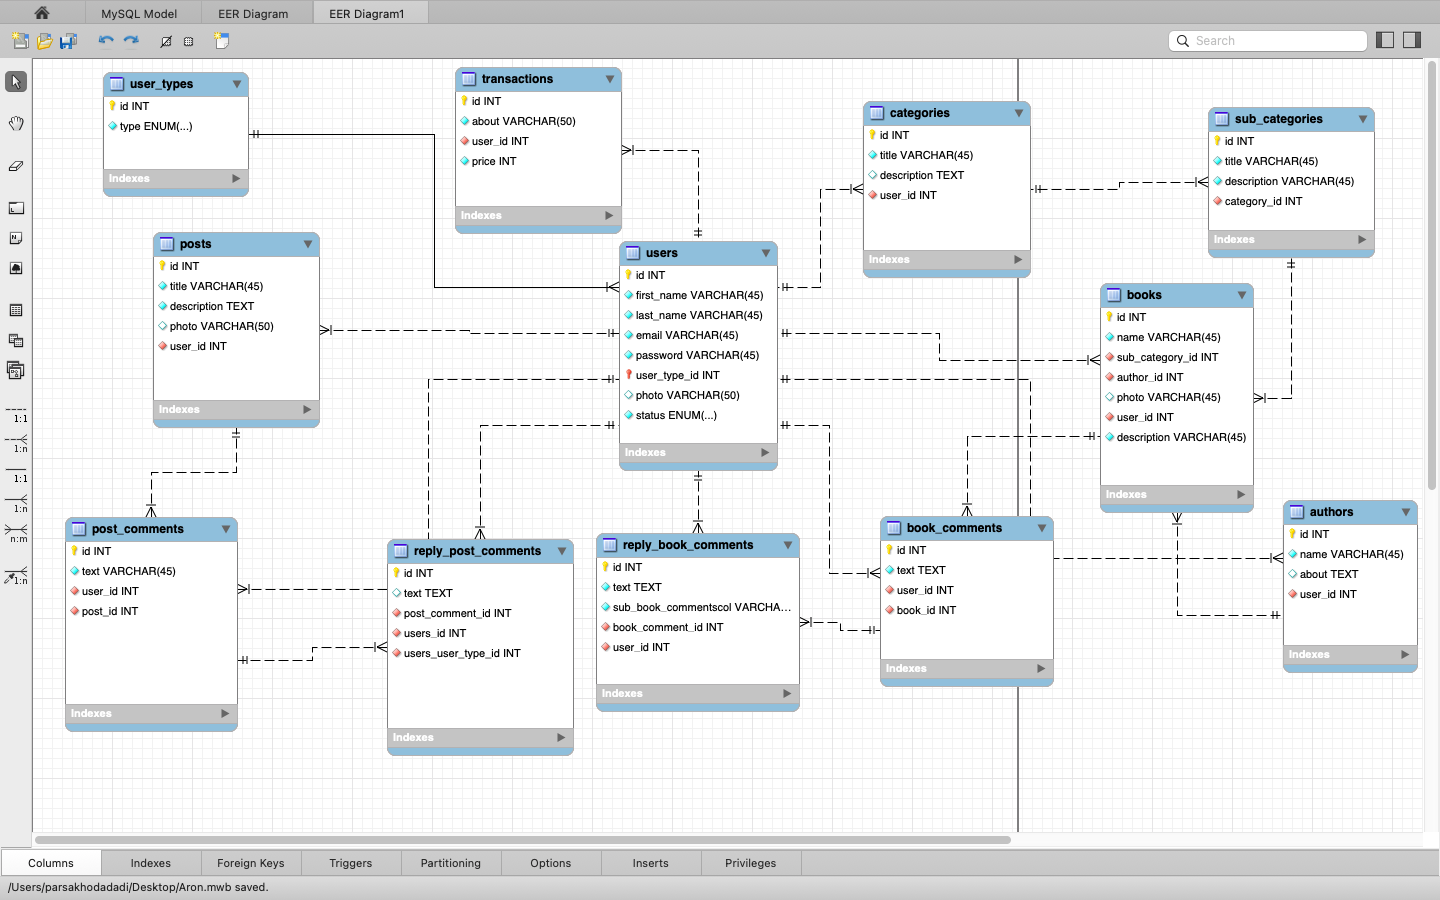 MySQL Model
EER Diagram
EER Diagram1
Search
user_types
id INT
type ENUM(...)
Indexes
transactions
id INT
about VARCHAR(50)
user_id INT
price INT
Indexes
categories
id INT
title VARCHAR(45)
description TEXT
user_id INT
Indexes
sub_categories
id INT
title VARCHAR(45)
description VARCHAR(45)
category_id INT
Indexes
posts
id INT
title VARCHAR(45)
description TEXT
photo VARCHAR(50)
user_id INT
Indexes
users
id INT
first_name VARCHAR(45)
last_name VARCHAR(45)
email VARCHAR(45)
password VARCHAR(45)
user_type_id INT
photo VARCHAR(50)
status ENUM(...)
Indexes
books
id INT
name VARCHAR(45)
sub_category_id INT
author_id INT
photo VARCHAR(45)
user_id INT
description VARCHAR(45)
Indexes
1:1
1:n
1:1
1:n
n:m
1:n
post_comments
id INT
text VARCHAR(45)
user_id INT
post_id INT
Indexes
reply_post_comments
id INT
text TEXT
post_comment_id INT
users_id INT
users_user_type_id INT
Indexes
reply_book_comments
id INT
text TEXT
sub_book_commentscol VARCHA...
book_comment_id INT
user_id INT
Indexes
book_comments
id INT
text TEXT
user_id INT
book_id INT
Indexes
authors
id INT
name VARCHAR(45)
about TEXT
user_id INT
Indexes
Columns
Indexes
Foreign Keys
Triggers
Partitioning
Options
Inserts
Privileges
/Users/parsakhodadadi/Desktop/Aron.mwb saved.